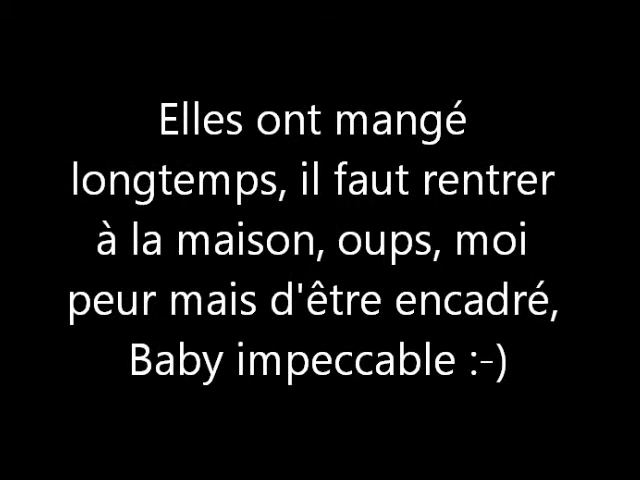 Elles ont mangé
longtemps, il faut rentrer
à la maison, oups, moi
peur mais d'être encadré,
Baby impeccable :-)